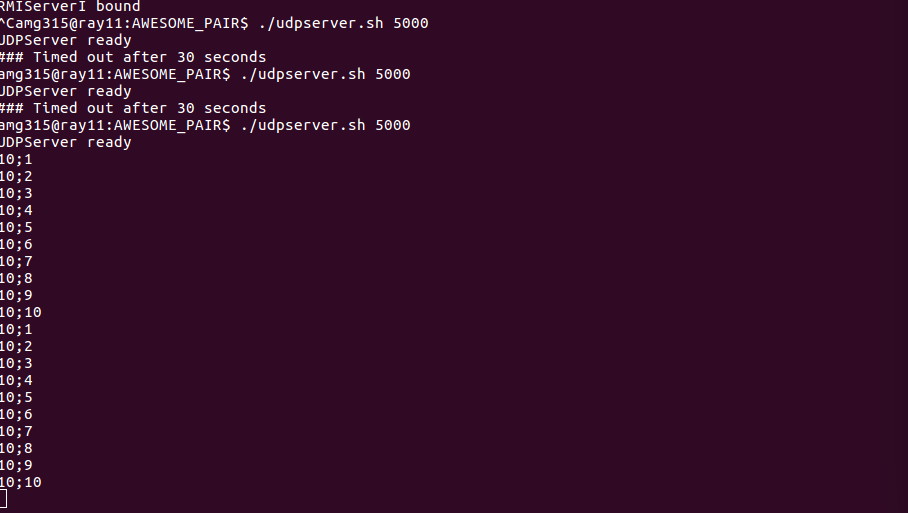 RMIServerI bound
^Camg315@ray11:AWESOME_PAIR$ ./udpserver.sh 5000
UDPServer ready
### Timed out after 30 seconds
amg315@ray11:AWESOME_PAIR$ ./udpserver.sh 5000
UDPServer ready
### Timed out after 30 seconds
amg315@ray11:AWESOME_PAIR$ ./udpserver.sh 5000
UDPServer ready
10;1
10;2
10;3
10;4
10;5
10;6
10;7
10;8
10;9
10;10
10;1
10;2
10;3
10;4
10;5
10;6
10;7
10;8
10;9
10;10